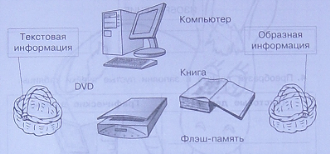 Компьютер
Текстовая
информация
Образная
информация
DVD
Книга
Флэш-память